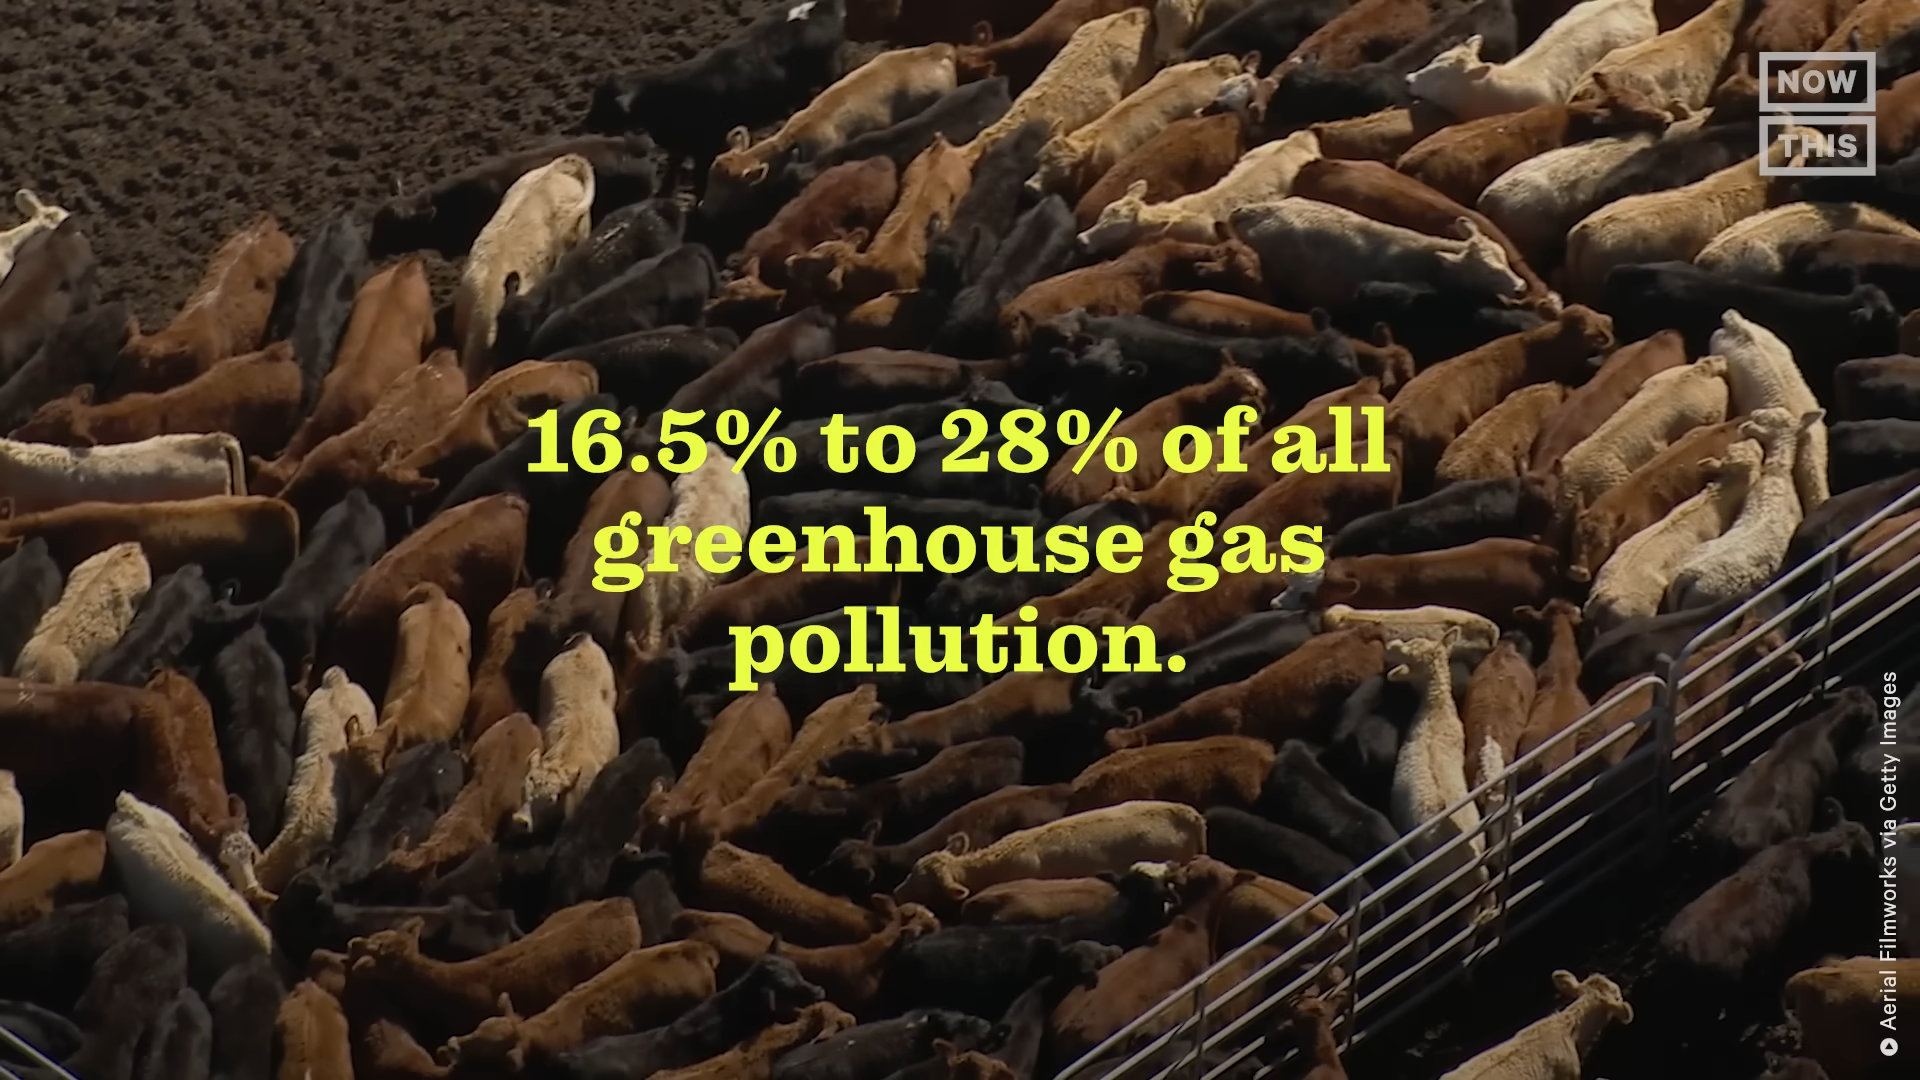 NOW
THIS
16.5% to 28% of all
greenhouse gas
pollution.
Aerial Filmworks via Getty Images